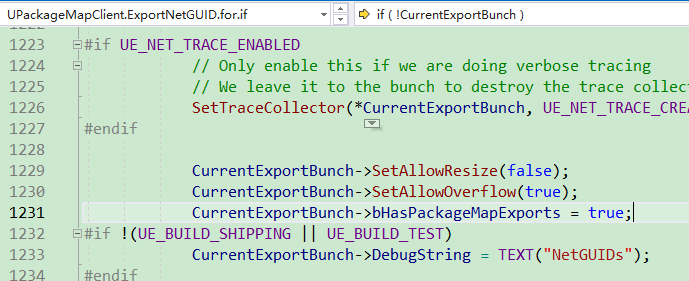 UPackageMapClient.ExportNetGUID.for.if if ( !CurrentExportBunch )
1223 #if UE_NET_TRACE_ENABLED
1224 // Only enable this if we are doing verbose tracing
1225 // We leave it to the bunch to destroy the trace collec
1226 SetTraceCollector(*CurrentExportBunch, UE_NET_TRACE_CREA
1227 #endif
1228
1229 CurrentExportBunch->SetAllowResize(false);
1230 CurrentExportBunch->SetAllowOverflow(true);
1231 CurrentExportBunch->bHasPackageMapExports = true;
1232 #if !(UE_BUILD_SHIPPING || UE_BUILD_TEST)
1233 CurrentExportBunch->DebugString = TEXT("NetGUIDs");
1234 #endif